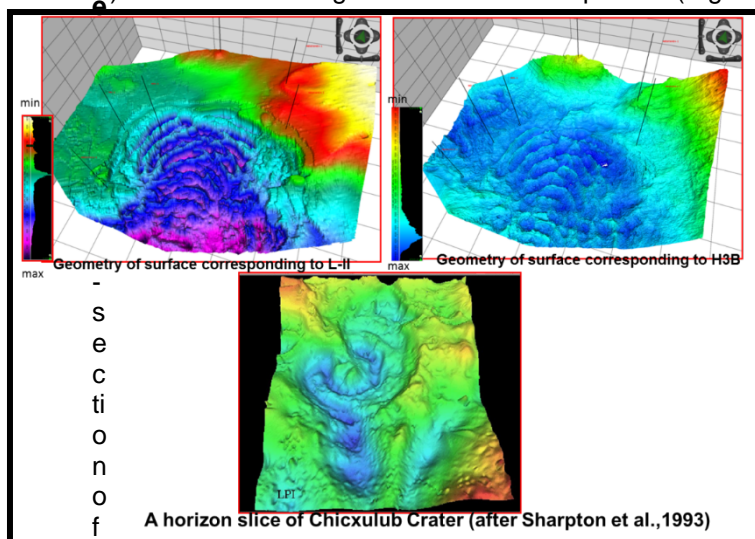 e
min
max
Geometry of surface corresponding to L-II
min
max
Geometry of surface corresponding to H3B
-
s
e
c
ti
o
n
o
f
LPI
A horizon slice of Chicxulub Crater (after Sharpton et al.,1993)